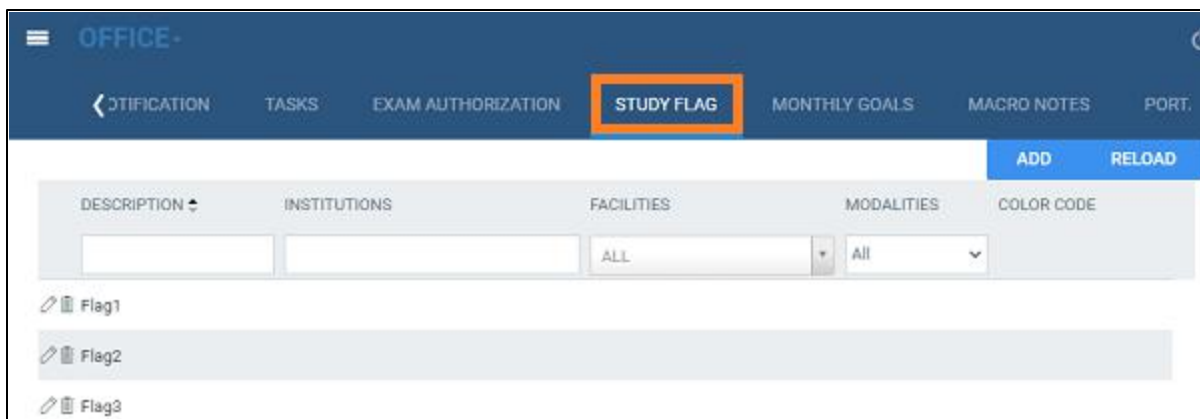 OFFICE-
OTIFICATION TASKS EXAM AUTHORIZATION STUDY FLAG MONTHLY GOALS MACRO NOTES PORT.
ADD RELOAD
DESCRIPTION INSTITUTIONS FACILITIES MODALITIES COLOR CODE
ALL All
Flag1
Flag2
Flag3